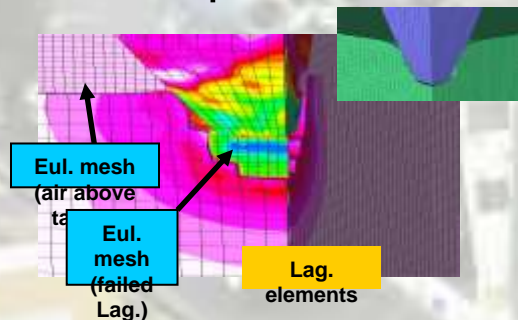 Eul. mesh
(air above
Eul.
mesh
(failed
Lag.)
Lag.
elements